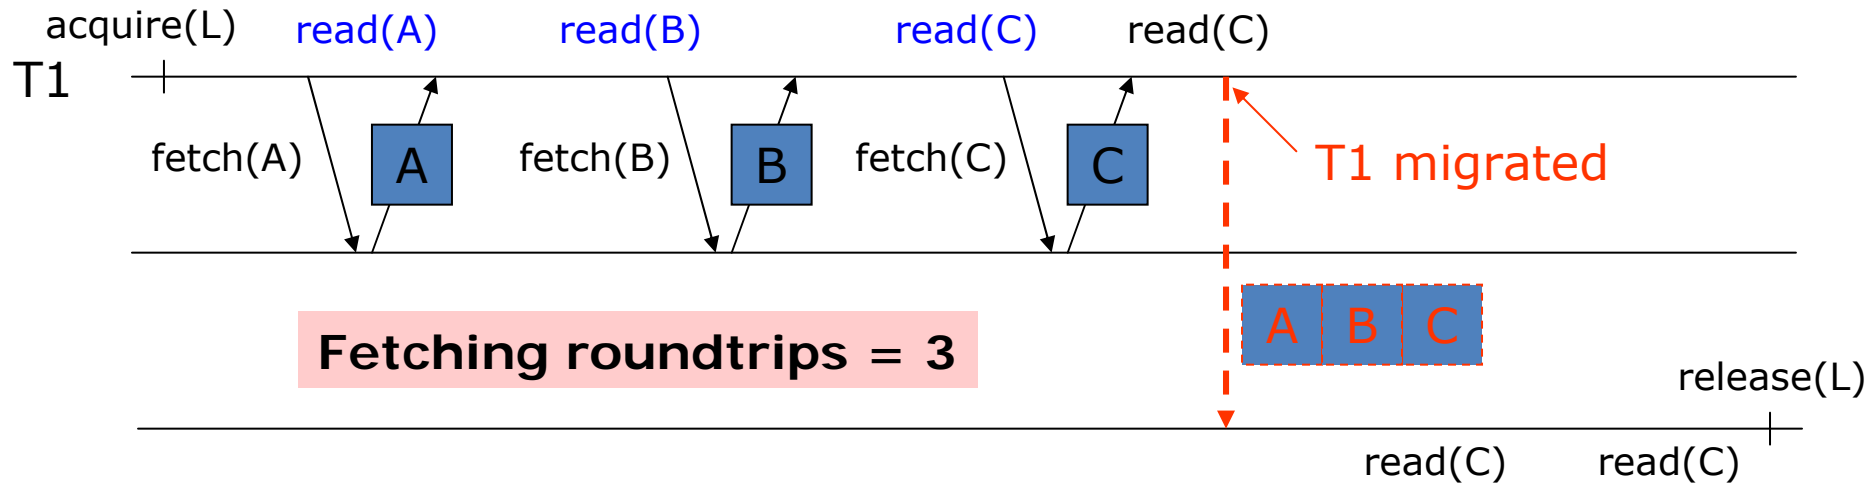 acquire(L) read(A) read(B) read(C) read(C)
T1
fetch(A) A fetch(B) B fetch(C) C T1 migrated
A B C
Fetching roundtrips = 3
release(L)
read(C) read(C)